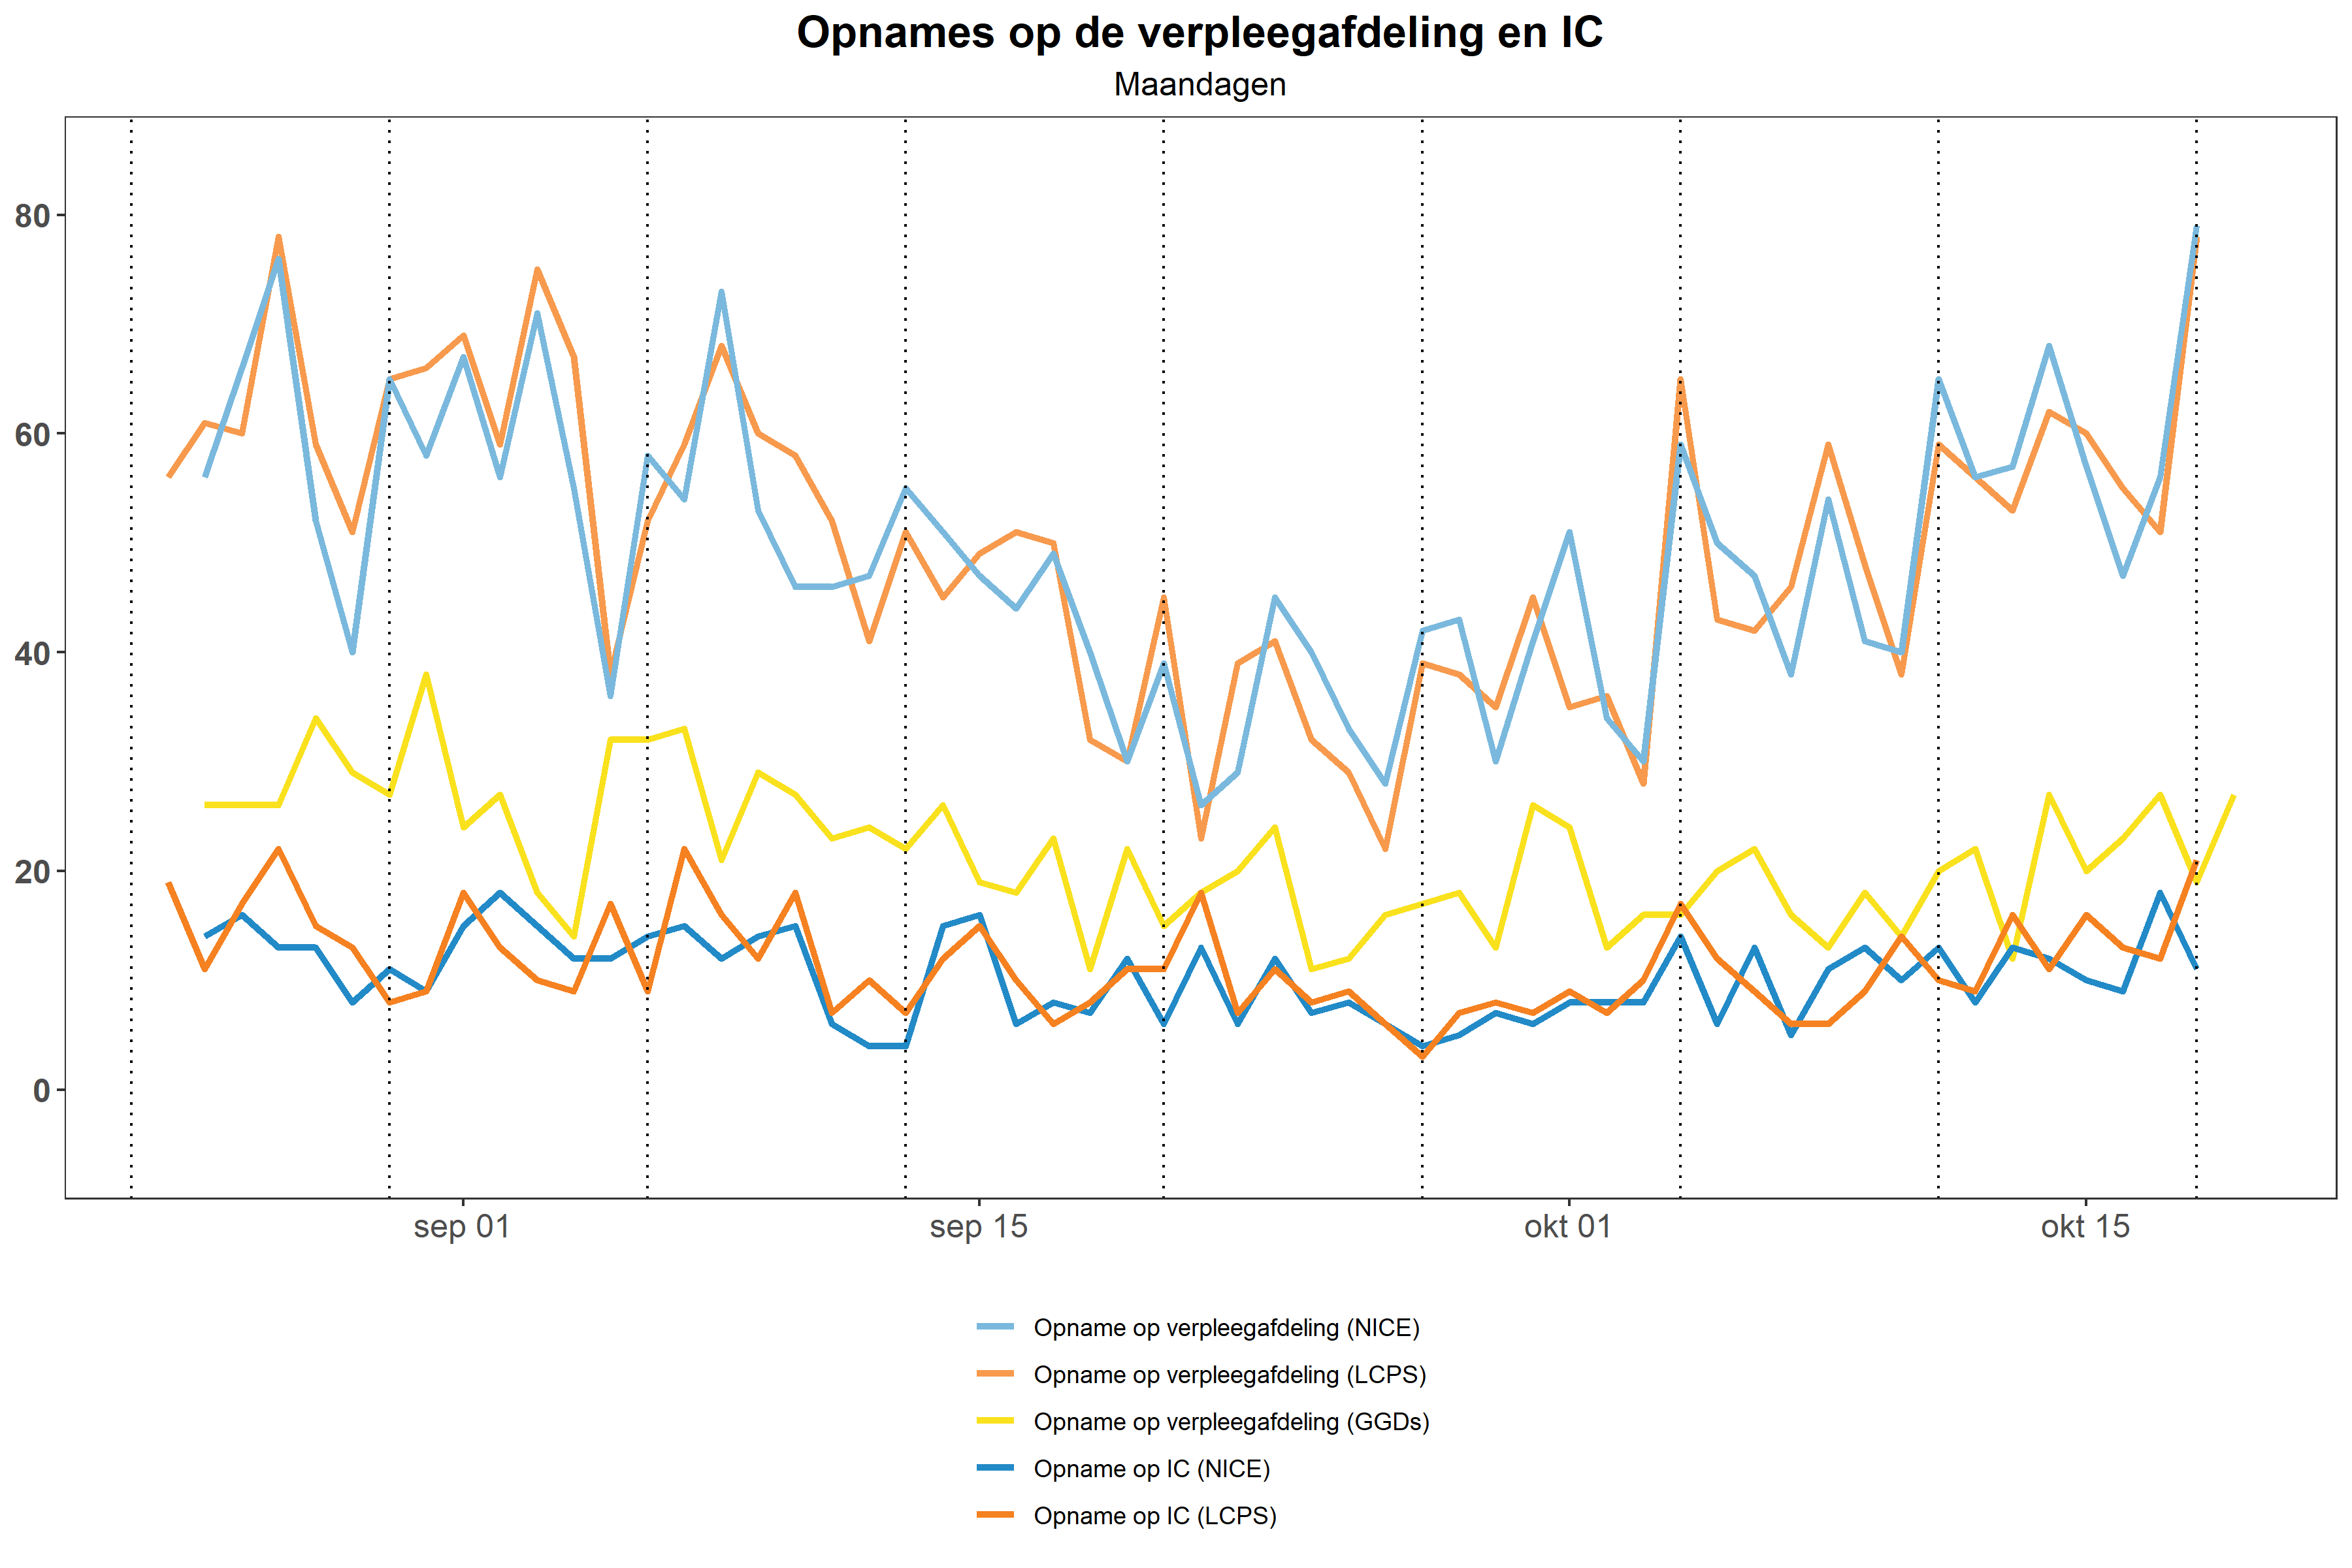 Opnames op de verpleegafdeling en IC
Maandagen
80
60
40
20
0
sep 01 sep 15 okt 01 okt 15
Opname op verpleegafdeling (NICE)
Opname op verpleegafdeling (LCPS)
Opname op verpleegafdeling (GGDs)
Opname op IC (NICE)
Opname op IC (LCPS)